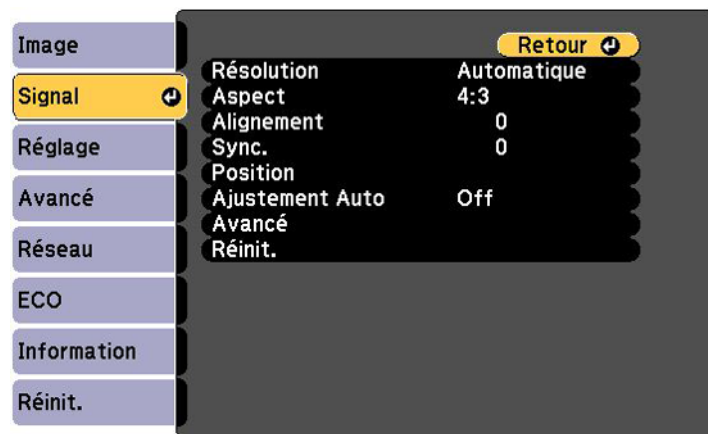 Image
Signal
Réglage
Avancé
Réseau
ECO
Information
Réinit.
Retour
Résolution Automatique
Aspect 4:3
Alignement 0
Sync. 0
Position
Ajustement Auto Off
Avancé
Réinit.